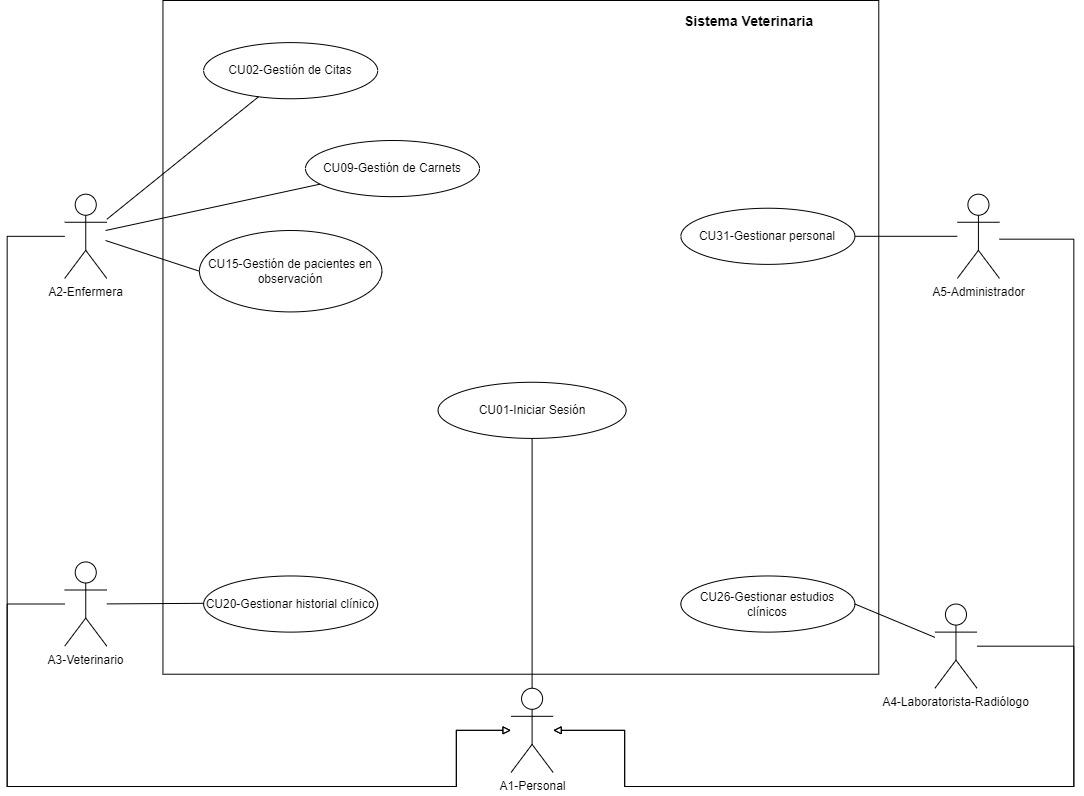 Sistema Veterinaria
CU02-Gestión de Citas
CU09-Gestión de Carnets
CU31-Gestionar personal
CU15-Gestión de pacientes en
observación
A2-Enfermera
A5-Administrador
CU01-Iniciar Sesión
CU20-Gestionar historial clínico
CU26-Gestionar estudios
clínicos
A3-Veterinario
A4-Laboratorista-Radiólogo
A1-Personal